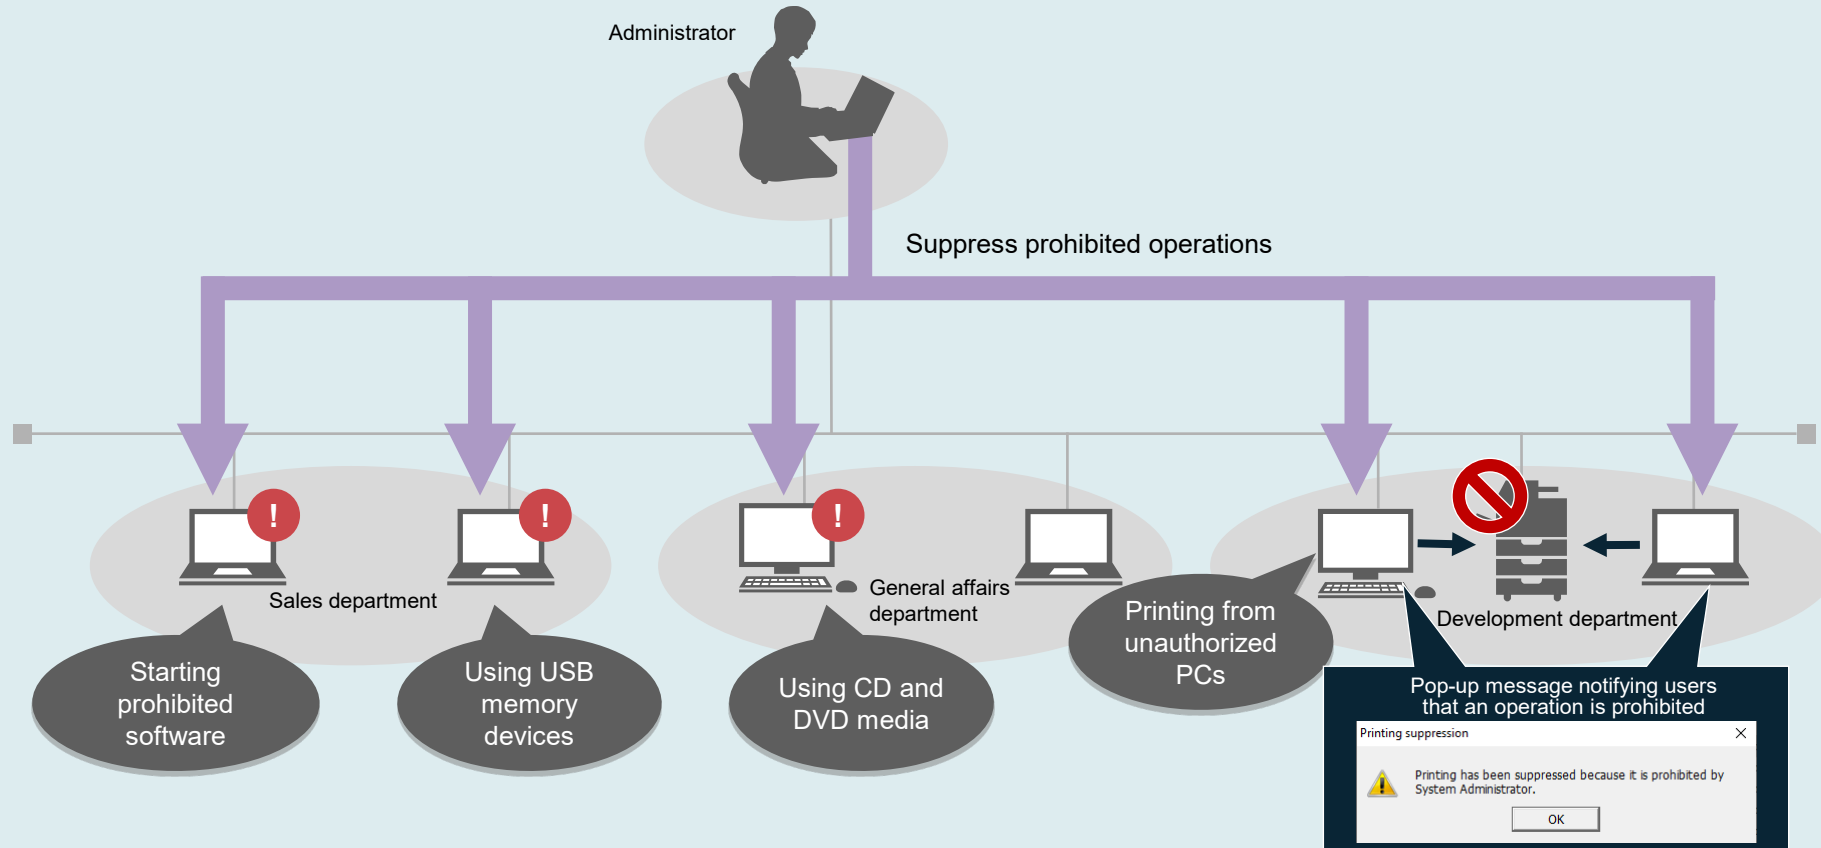 Administrator
Suppress prohibited operations
!
!
!
Sales department
General affairs
department
Development department
Starting
prohibited
software
Using USB
memory
devices
Using CD and
DVD media
Printing from
unauthorized
PCs
Pop-up message notifying users
that an operation is prohibited
Printing suppression
Printing has been suppressed because it is prohibited by
System Administrator.
OK